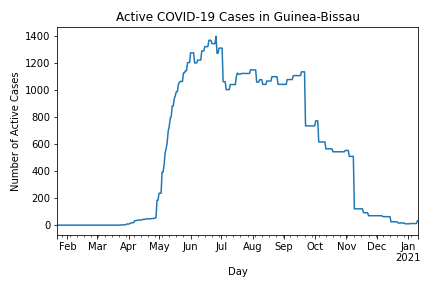 Active COVID-19 Cases in Guinea-Bissau
Number of Active Cases
1400
1200
1000
800
600
400
200
0
Feb Mar Apr May Jun Jul Aug Sep Oct Nov Dec Jan
2021
Day